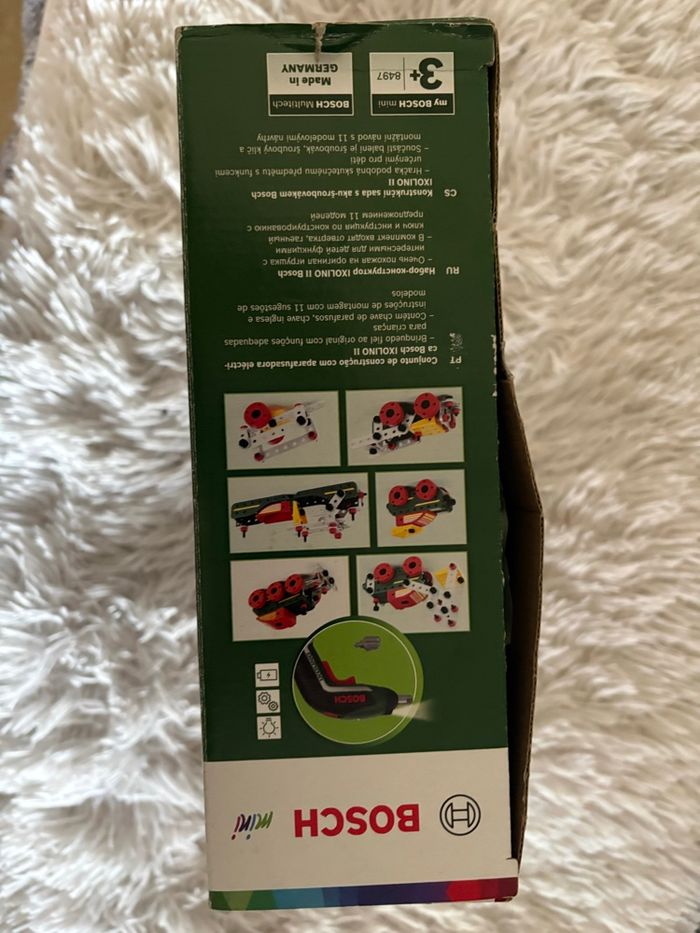 BOSCH mini
BOSCH
PT Conjunto de construção com aparafusadora eléctri-
ca Bosch IXOLINO II
– Brinquedo fiel ao original com funções adequadas
para crianças
– Contém chave de parafusos, chave inglesa e
instruções de montagem com 11 sugestões de
modelos
RU Набор-конструктор IXOLINO II Bosch
– Очень похожая на оригинал игрушка с
интересными для детей функциями
– В комплект входят отвертка, гаечный
ключ и инструкция по конструированию с
предложением 11 моделей
CS Konstrukční sada s aku-šroubovákem Bosch
IXOLINO II
– Hračka podobná skutečnému předmětu s funkcemi
určenými pro děti
– Součástí balení je šroubovák, šroubový klíč a
montážní návod s 11 modelovými návrhy
my BOSCH mini
3+ 8497
BOSCH Multitech
Made in
GERMANY